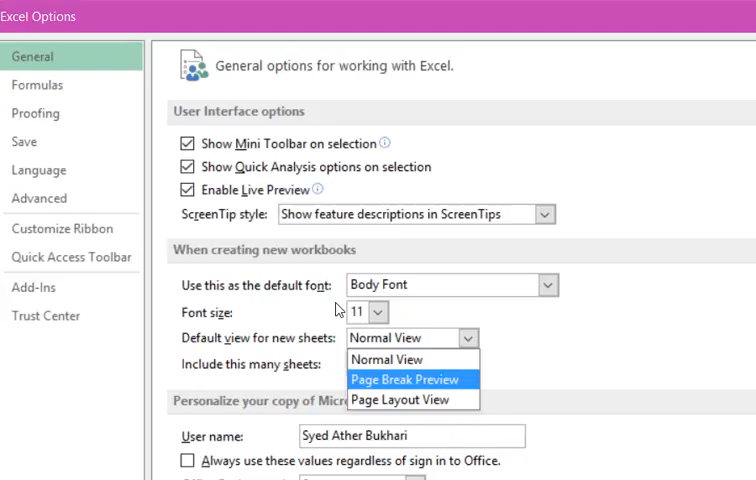 Excel Options
General
Formulas
Proofing
Save
Language
Advanced
Customize Ribbon
Quick Access Toolbar
Add-Ins
Trust Center
General options for working with Excel.
User Interface options
Show Mini Toolbar on selection
Show Quick Analysis options on selection
Enable Live Preview
ScreenTip style: Show feature descriptions in ScreenTips
When creating new workbooks
Use this as the default font: Body Font
Font size: 11
Default view for new sheets: Normal View
Normal View
Include this many sheets:
Page Break Preview
Page Layout View
Personalize your copy of Micr
User name: Syed Ather Bukhari
Always use these values regardless of sign in to Office.